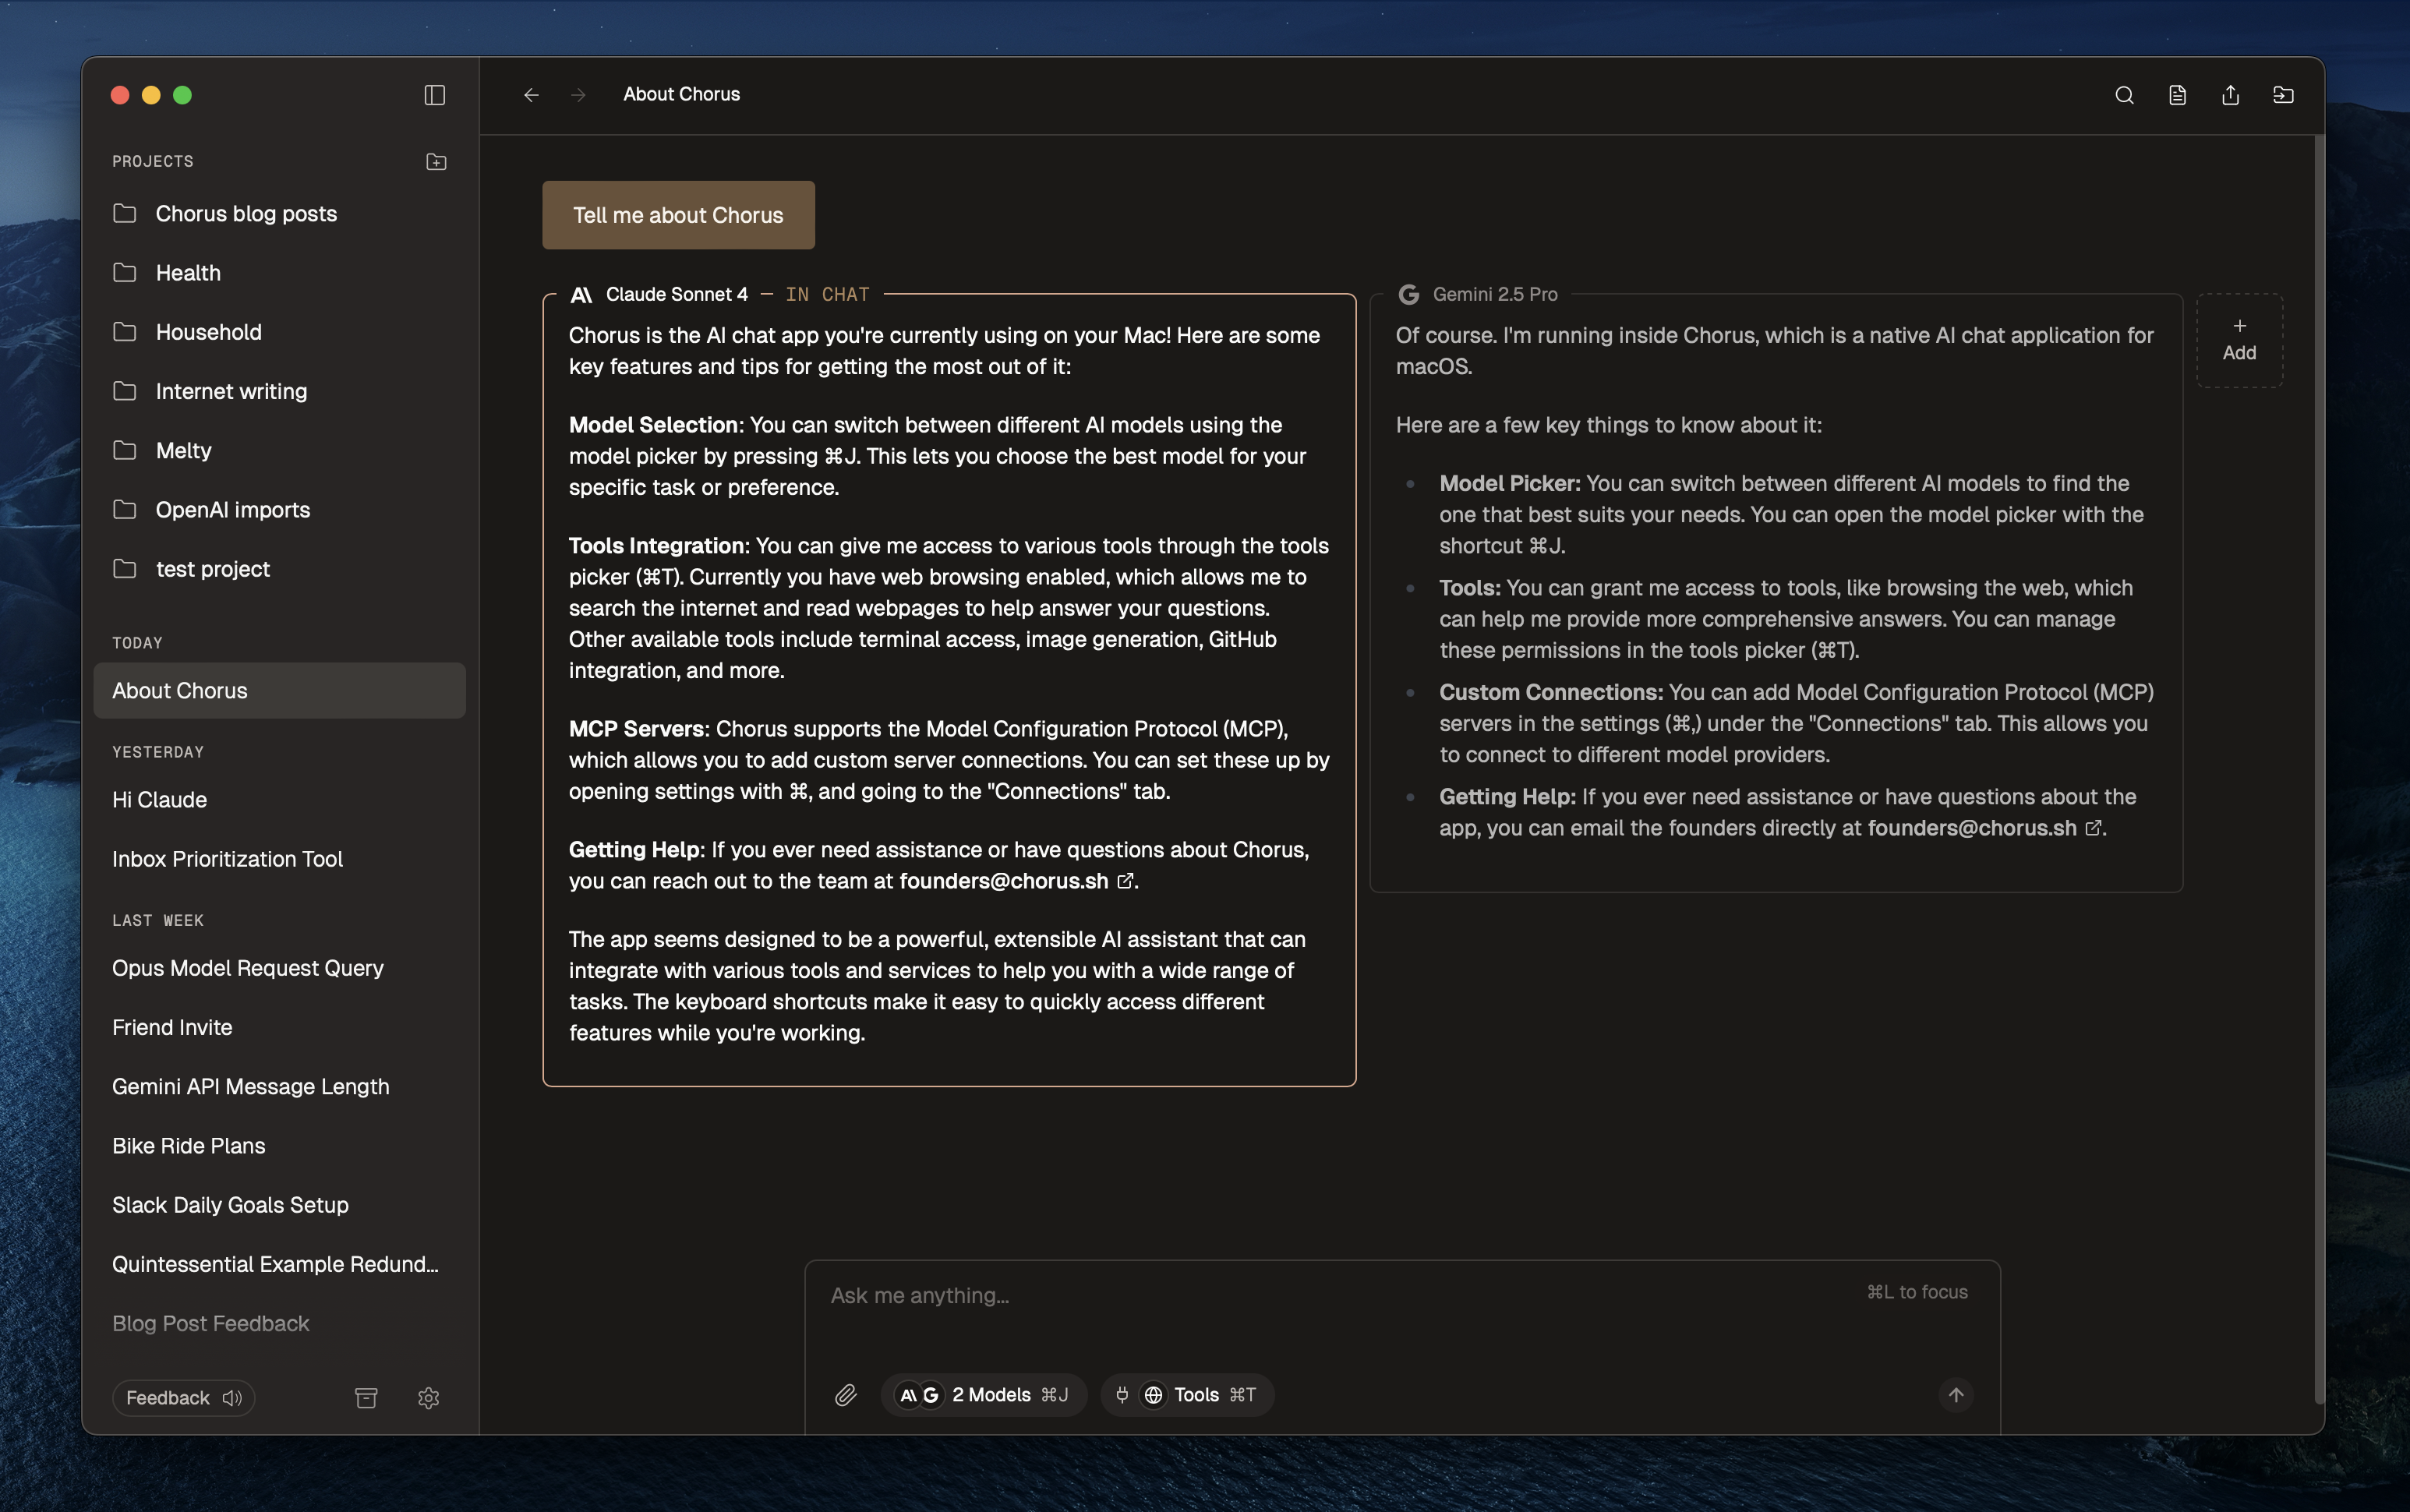 PROJECTS
Chorus blog posts
Health
Household
Internet writing
Melty
OpenAI imports
test project
TODAY
About Chorus
YESTERDAY
Hi Claude
Inbox Prioritization Tool
LAST WEEK
Opus Model Request Query
Friend Invite
Gemini API Message Length
Bike Ride Plans
Slack Daily Goals Setup
Quintessential Example Redund...
Blog Post Feedback
Feedback
About Chorus
Tell me about Chorus
Claude Sonnet 4 — IN CHAT
Chorus is the AI chat app you're currently using on your Mac! Here are some
key features and tips for getting the most out of it:
Model Selection: You can switch between different AI models using the
model picker by pressing ⌘J. This lets you choose the best model for your
specific task or preference.
Tools Integration: You can give me access to various tools through the tools
picker (⌘T). Currently you have web browsing enabled, which allows me to
search the internet and read webpages to help answer your questions.
Other available tools include terminal access, image generation, GitHub
integration, and more.
MCP Servers: Chorus supports the Model Configuration Protocol (MCP),
which allows you to add custom server connections. You can set these up by
opening settings with ⌘, and going to the "Connections" tab.
Getting Help: If you ever need assistance or have questions about Chorus,
you can reach out to the team at founders@chorus.sh.
The app seems designed to be a powerful, extensible AI assistant that can
integrate with various tools and services to help you with a wide range of
tasks. The keyboard shortcuts make it easy to quickly access different
features while you're working.
G Gemini 2.5 Pro
Of course. I'm running inside Chorus, which is a native AI chat application for
macOS.
Here are a few key things to know about it:
• Model Picker: You can switch between different AI models to find the
one that best suits your needs. You can open the model picker with the
shortcut ⌘J.
• Tools: You can grant me access to tools, like browsing the web, which
can help me provide more comprehensive answers. You can manage
these permissions in the tools picker (⌘T).
• Custom Connections: You can add Model Configuration Protocol (MCP)
servers in the settings (⌘,) under the "Connections" tab. This allows you
to connect to different model providers.
• Getting Help: If you ever need assistance or have questions about the
app, you can email the founders directly at founders@chorus.sh.
+
Add
Ask me anything...
⌘L to focus
G 2 Models ⌘J
Tools ⌘T